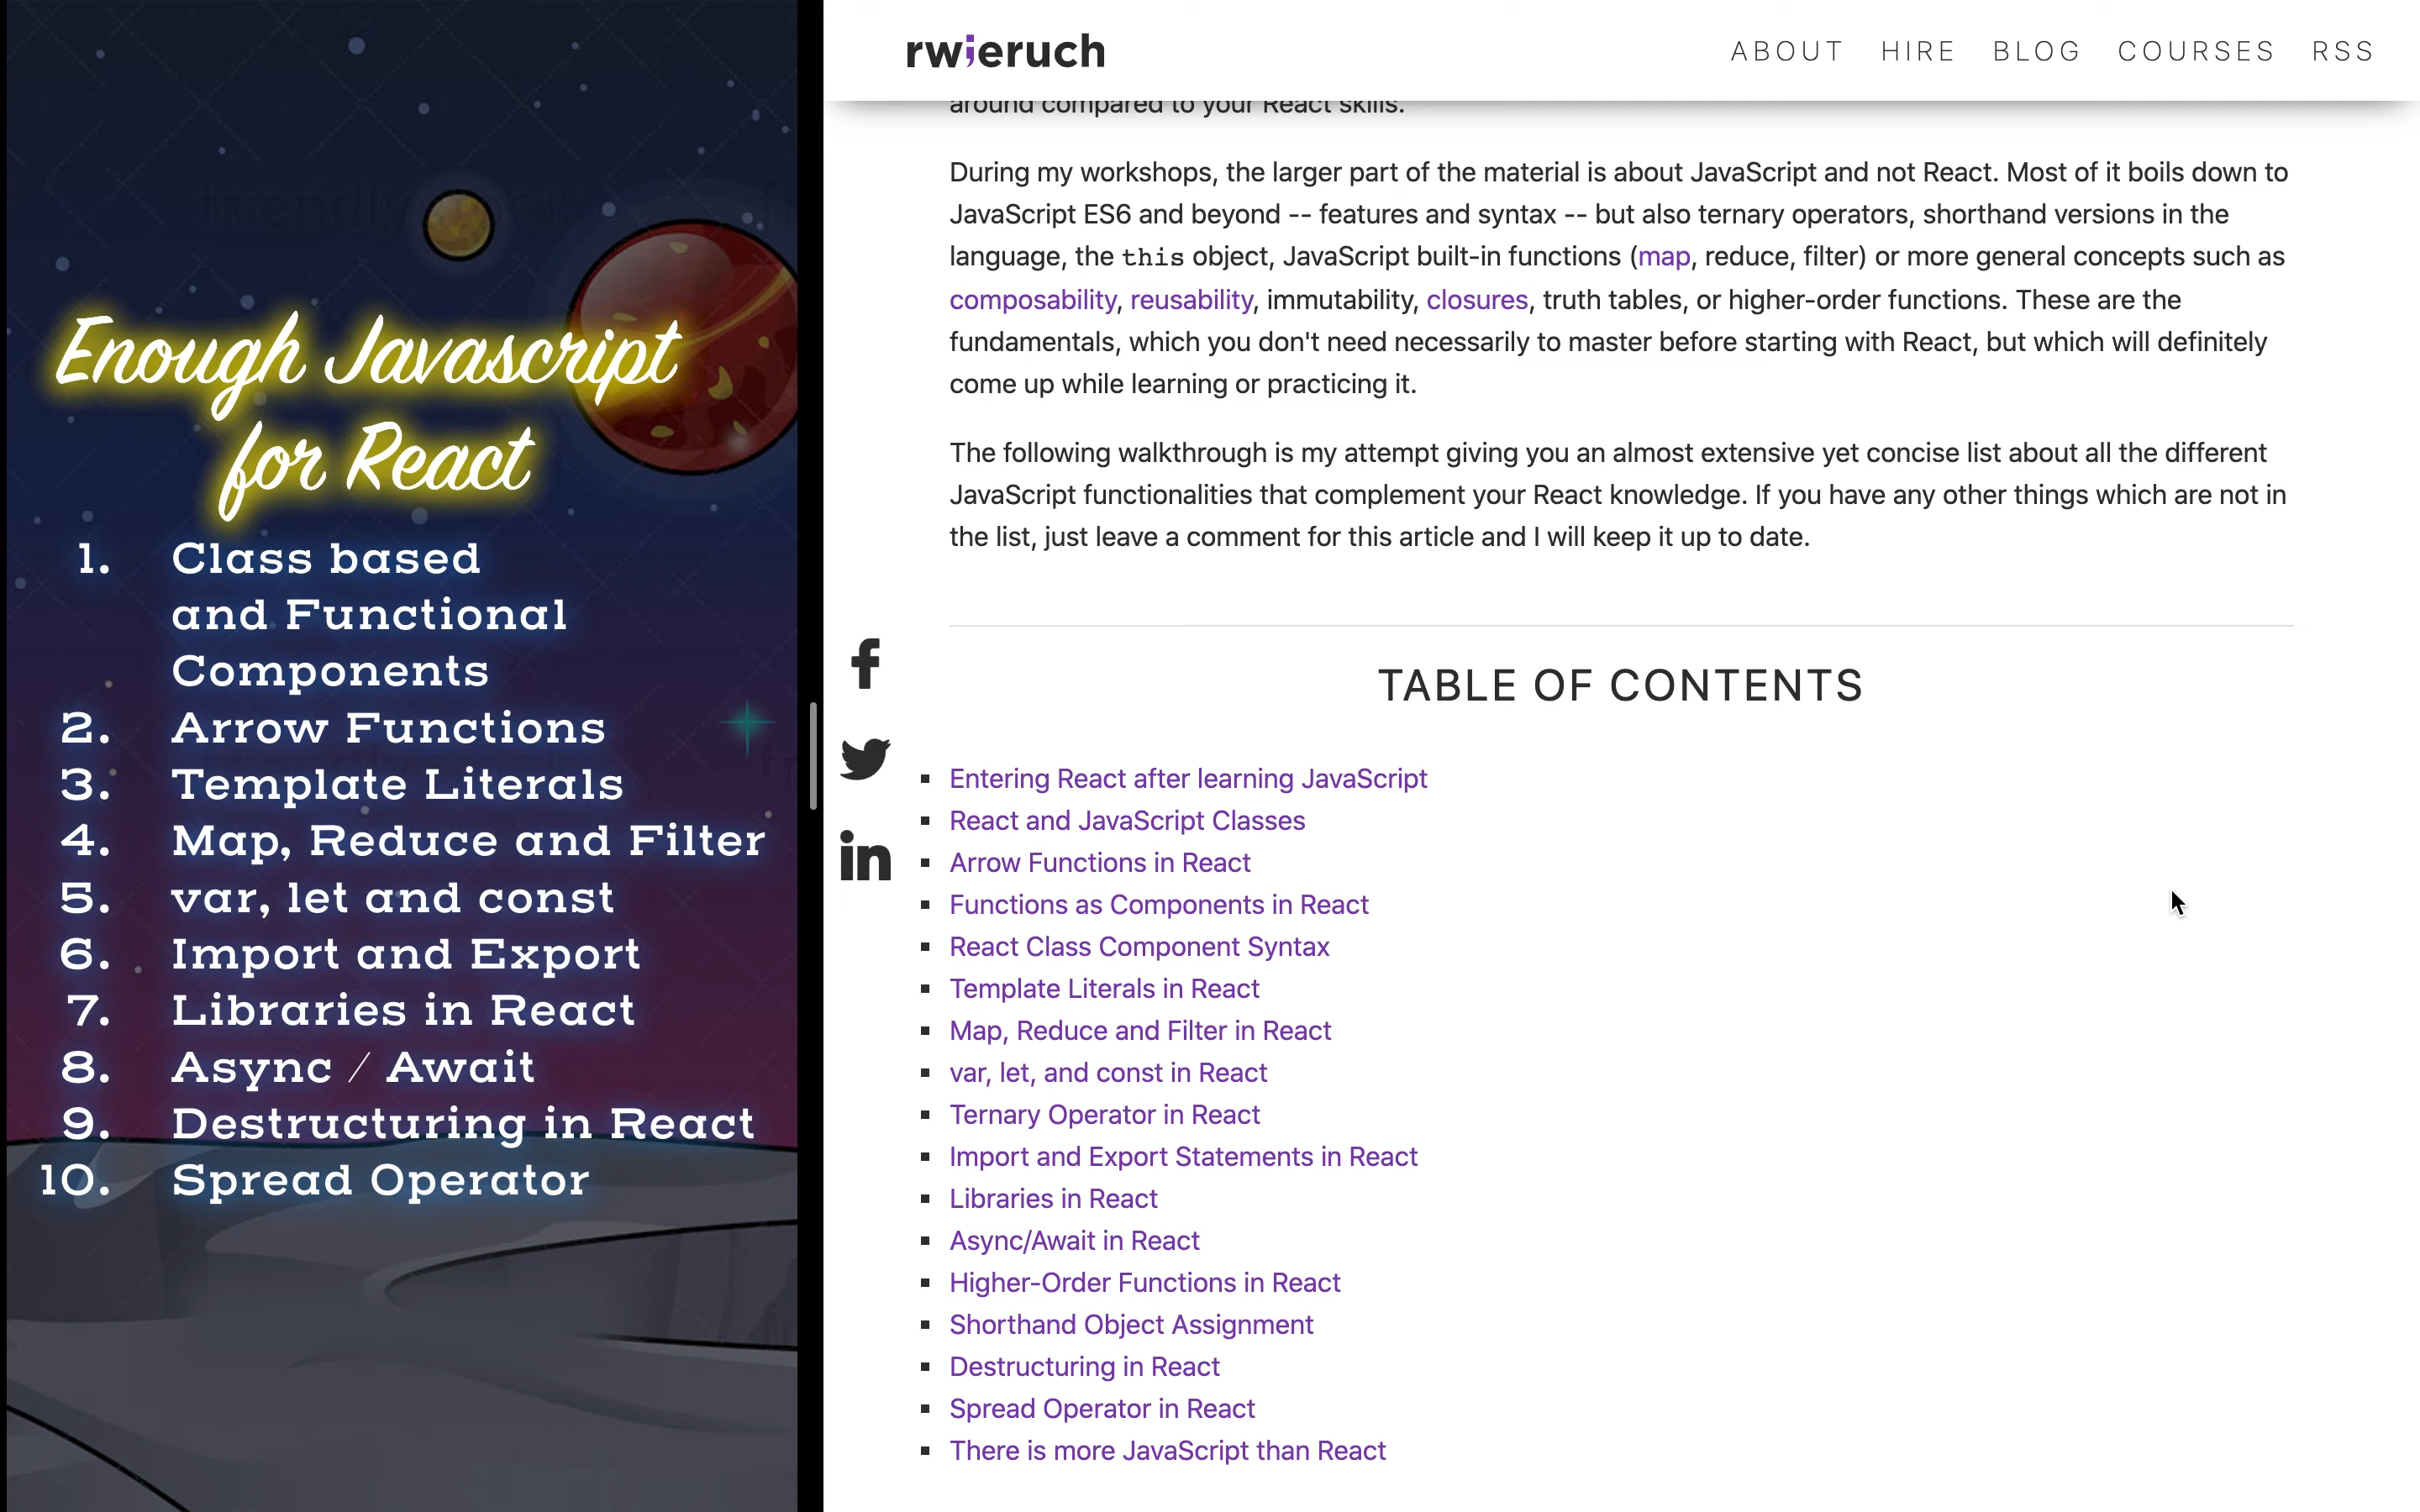 Enough Javascript
for React
1. Class based
and Functional
Components
2. Arrow Functions
3. Template Literals
4. Map, Reduce and Filter
5. var, let and const
6. Import and Export
7. Libraries in React
8. Async / Await
9. Destructuring in React
10. Spread Operator
rwieruch
ABOUT HIRE BLOG COURSES RSS
around compared to your React skills.
During my workshops, the larger part of the material is about JavaScript and not React. Most of it boils down to
JavaScript ES6 and beyond -- features and syntax -- but also ternary operators, shorthand versions in the
language, the this object, JavaScript built-in functions (map, reduce, filter) or more general concepts such as
composability, reusability, immutability, closures, truth tables, or higher-order functions. These are the
fundamentals, which you don't need necessarily to master before starting with React, but which will definitely
come up while learning or practicing it.
The following walkthrough is my attempt giving you an almost extensive yet concise list about all the different
JavaScript functionalities that complement your React knowledge. If you have any other things which are not in
the list, just leave a comment for this article and I will keep it up to date.
TABLE OF CONTENTS
Entering React after learning JavaScript
React and JavaScript Classes
Arrow Functions in React
Functions as Components in React
React Class Component Syntax
Template Literals in React
Map, Reduce and Filter in React
var, let, and const in React
Ternary Operator in React
Import and Export Statements in React
Libraries in React
Async/Await in React
Higher-Order Functions in React
Shorthand Object Assignment
Destructuring in React
Spread Operator in React
There is more JavaScript than React